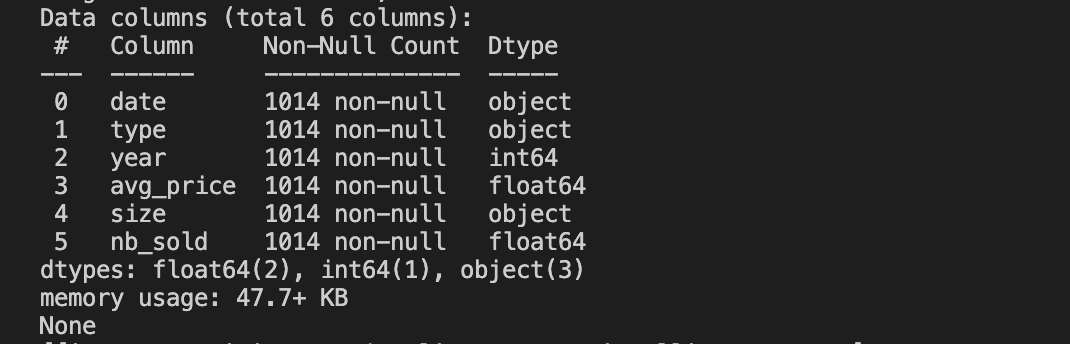 Data columns (total 6 columns):
 #   Column     Non-Null Count  Dtype
---  ------     --------------  -----
 0   date       1014 non-null   object
 1   type       1014 non-null   object
 2   year       1014 non-null   int64
 3   avg_price  1014 non-null   float64
 4   size       1014 non-null   object
 5   nb_sold    1014 non-null   float64
dtypes: float64(2), int64(1), object(3)
memory usage: 47.7+ KB
None